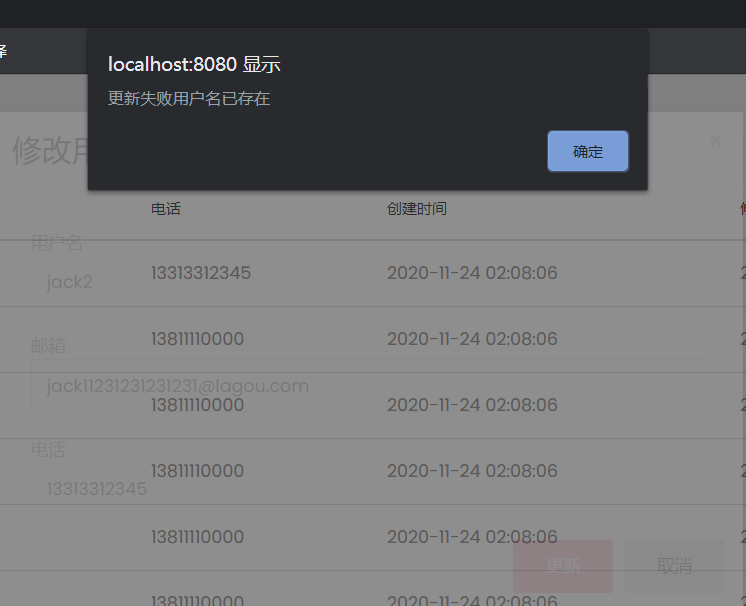 择
localhost:8080 显示
更新失败用户名已存在
确定
修改用
×
电话 创建时间
用户名
jack2
13313312345 2020-11-24 02:08:06
13811110000 2020-11-24 02:08:06
邮箱
jack11231231231231@lagou.com
13811110000 2020-11-24 02:08:06
电话
13811110000 2020-11-24 02:08:06
13313312345
13811110000 2020-11-24 02:08:06
更新 取消
13811110000 2020-11-24 02:08:06